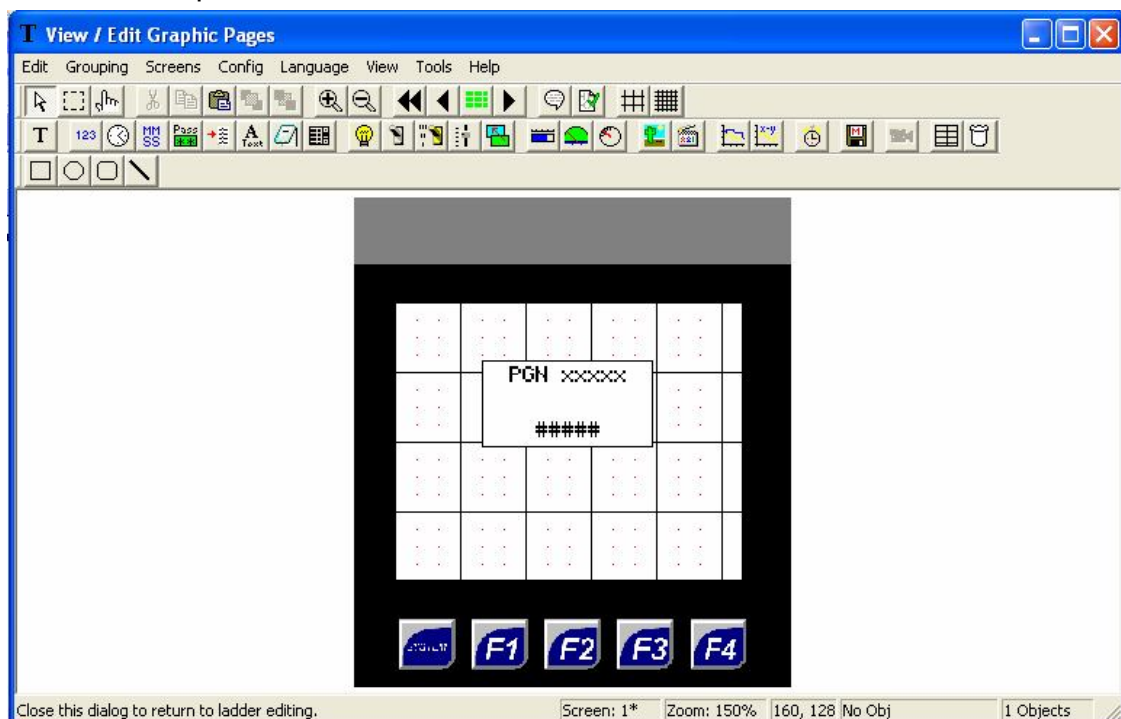 T View / Edit Graphic Pages
Edit Grouping Screens Config Language View Tools Help
T 123 MM SS Pass ** A Text
x-y M
PGN xxxxx
#####
SYSTEM F1 F2 F3 F4
Close this dialog to return to ladder editing. Screen: 1* Zoom: 150% 160, 128 No Obj 1 Objects